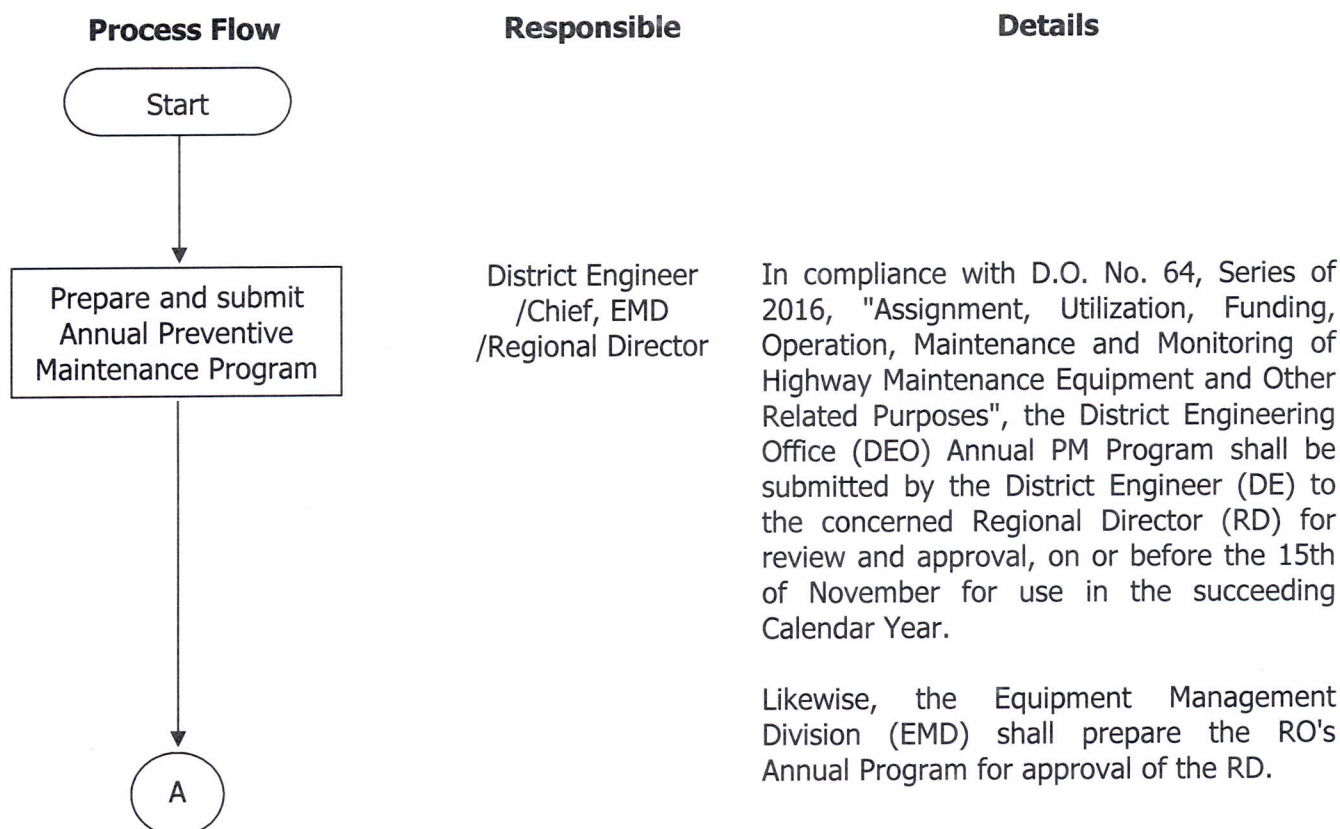 Process Flow
Responsible
Details
Start
Prepare and submit
Annual Preventive
Maintenance Program
District Engineer
/Chief, EMD
/Regional Director
In compliance with D.O. No. 64, Series of
2016, "Assignment, Utilization, Funding,
Operation, Maintenance and Monitoring of
Highway Maintenance Equipment and Other
Related Purposes", the District Engineering
Office (DEO) Annual PM Program shall be
submitted by the District Engineer (DE) to
the concerned Regional Director (RD) for
review and approval, on or before the 15th
of November for use in the succeeding
Calendar Year.
Likewise, the Equipment Management
Division (EMD) shall prepare the RO's
Annual Program for approval of the RD.
A